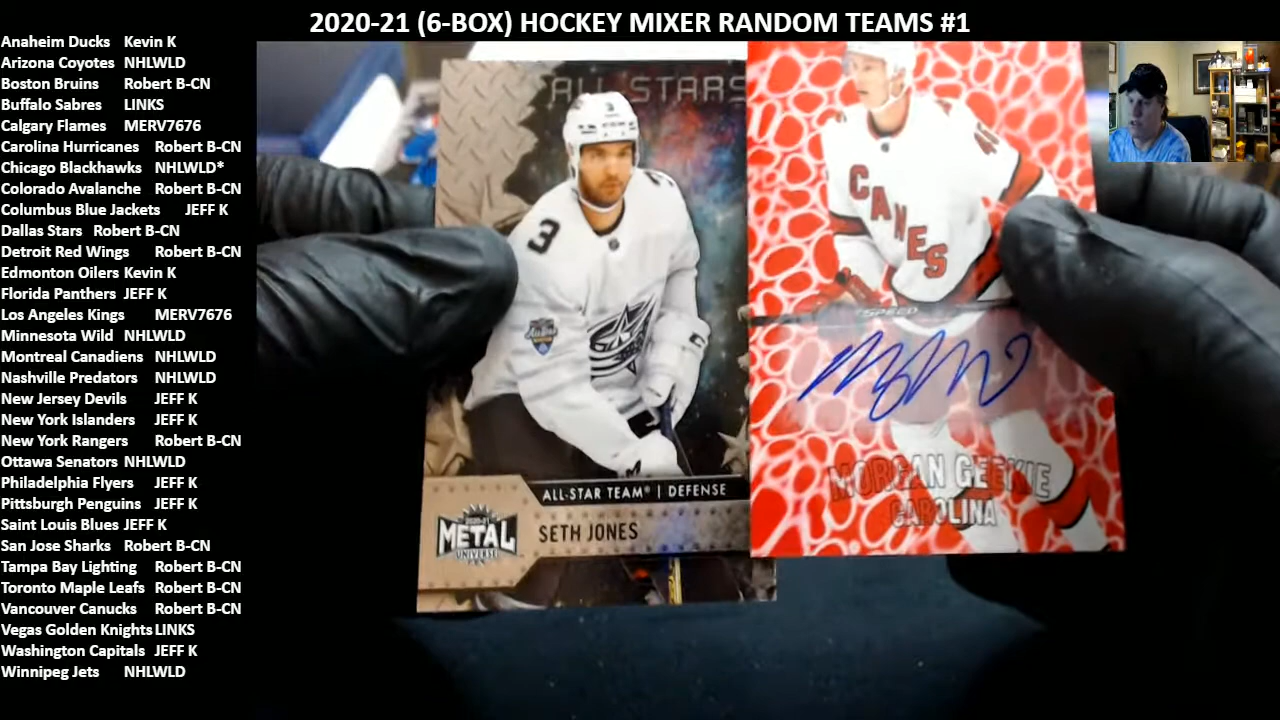 2020-21 (6-BOX) HOCKEY MIXER RANDOM TEAMS #1
Anaheim Ducks Kevin K
Arizona Coyotes NHLWLD
Boston Bruins Robert B-CN
Buffalo Sabres LINKS
Calgary Flames MERV7676
Carolina Hurricanes Robert B-CN
Chicago Blackhawks NHLWLD*
Colorado Avalanche Robert B-CN
Columbus Blue Jackets JEFF K
Dallas Stars Robert B-CN
Detroit Red Wings Robert B-CN
Edmonton Oilers Kevin K
Florida Panthers JEFF K
Los Angeles Kings MERV7676
Minnesota Wild NHLWLD
Montreal Canadiens NHLWLD
Nashville Predators NHLWLD
New Jersey Devils JEFF K
New York Islanders JEFF K
New York Rangers Robert B-CN
Ottawa Senators NHLWLD
Philadelphia Flyers JEFF K
Pittsburgh Penguins JEFF K
Saint Louis Blues JEFF K
San Jose Sharks Robert B-CN
Tampa Bay Lighting Robert B-CN
Toronto Maple Leafs Robert B-CN
Vancouver Canucks Robert B-CN
Vegas Golden Knights LINKS
Washington Capitals JEFF K
Winnipeg Jets NHLWLD
ALL STARS
3
3
ALL-STAR TEAM® | DEFENSE
2020-21
METAL
UNIVERSE
SETH JONES
CANES
SPEED
MORGAN GEEKIE
CAROLINA